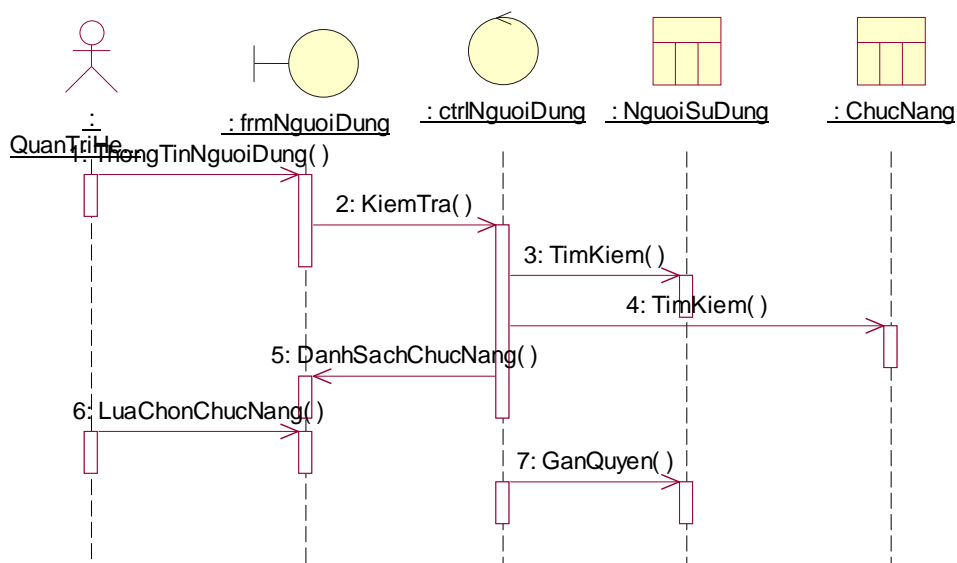 :
QuanTriHe...
: frmNguoiDung
: ctrlNguoiDung
: NguoiSuDung
: ChucNang
1: ThongTinNguoiDung( )
2: KiemTra( )
3: TimKiem( )
4: TimKiem( )
5: DanhSachChucNang( )
6: LuaChonChucNang( )
7: GanQuyen( )